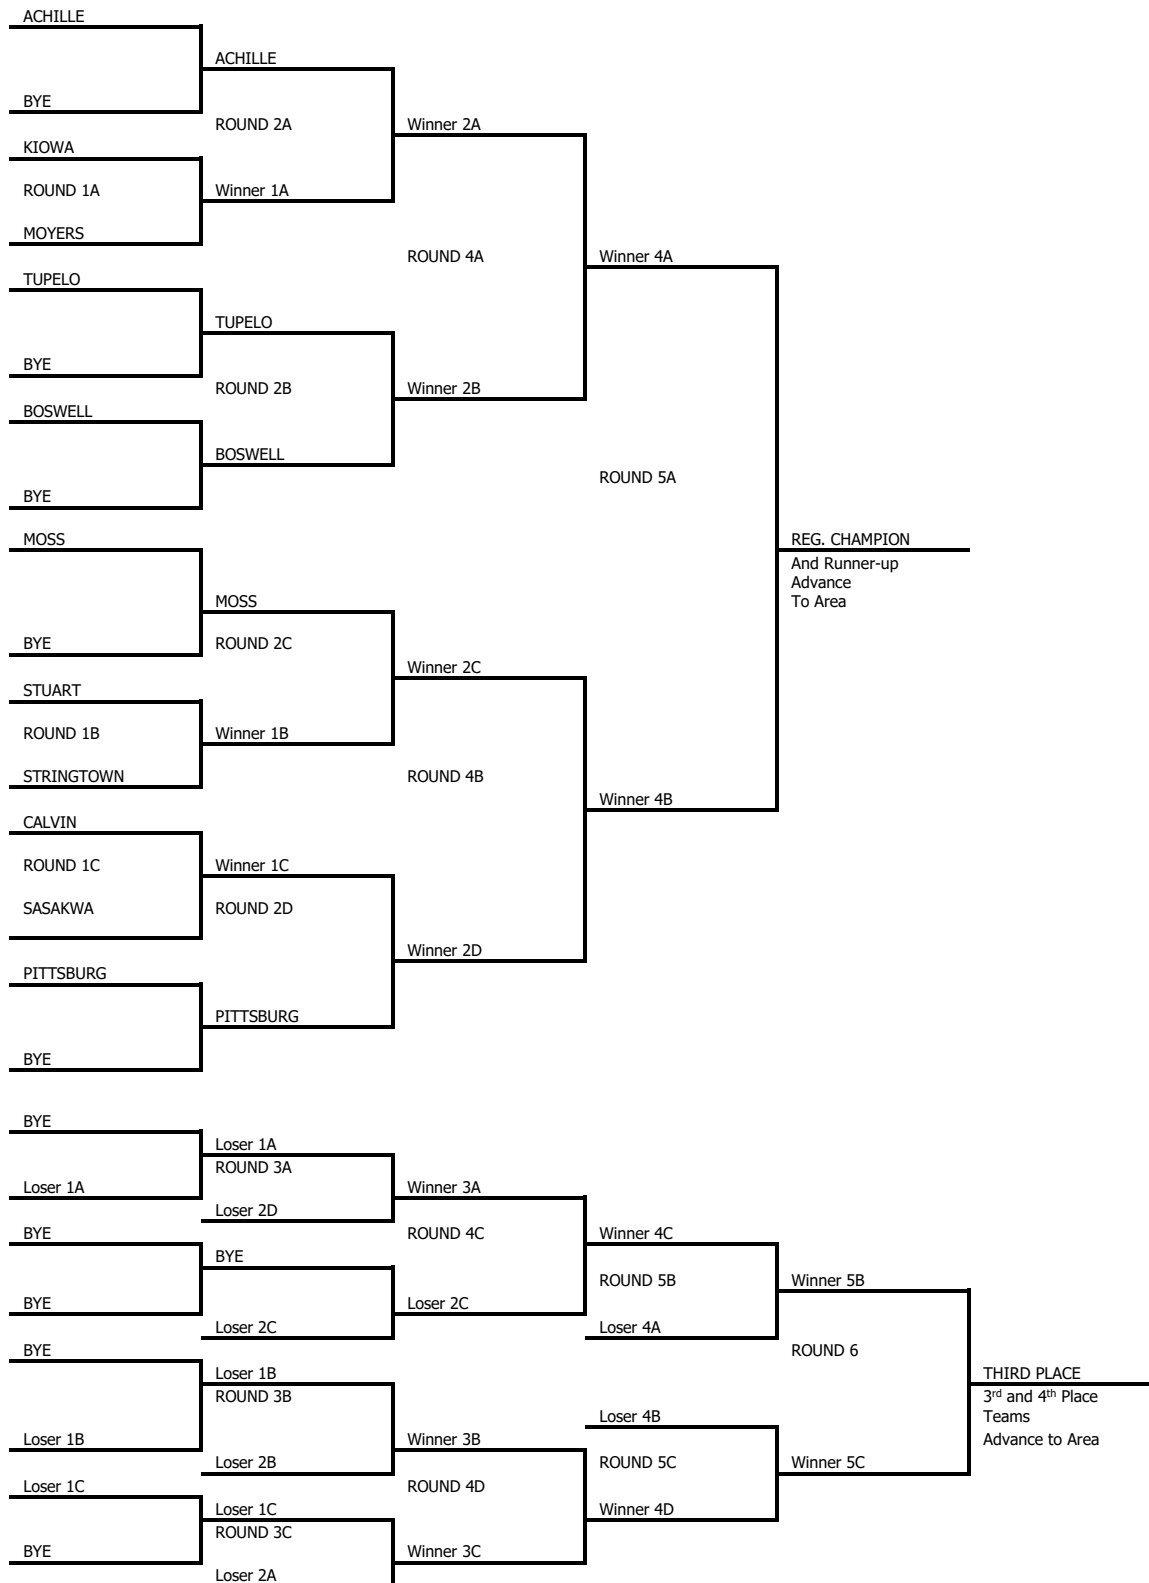 ACHILLE
ACHILLE
BYE
ROUND 2A
Winner 2A
KIOWA
ROUND 1A
Winner 1A
MOYERS
ROUND 4A
Winner 4A
TUPELO
TUPELO
BYE
ROUND 2B
Winner 2B
BOSWELL
BOSWELL
ROUND 5A
BYE
MOSS
REG. CHAMPION
And Runner-up
Advance
To Area
MOSS
BYE
ROUND 2C
Winner 2C
STUART
ROUND 1B
Winner 1B
STRINGTOWN
ROUND 4B
Winner 4B
CALVIN
ROUND 1C
Winner 1C
SASAKWA
ROUND 2D
Winner 2D
PITTSBURG
PITTSBURG
BYE
BYE
Loser 1A
ROUND 3A
Loser 1A
Winner 3A
Loser 2D
BYE
ROUND 4C
Winner 4C
BYE
ROUND 5B
Winner 5B
BYE
Loser 2C
Loser 2C
Loser 4A
BYE
ROUND 6
Loser 1B
THIRD PLACE
ROUND 3B
3rd and 4th Place
Teams
Loser 4B
Loser 1B
Winner 3B
Advance to Area
Loser 2B
ROUND 5C
Winner 5C
Loser 1C
ROUND 4D
Loser 1C
Winner 4D
ROUND 3C
BYE
Winner 3C
Loser 2A